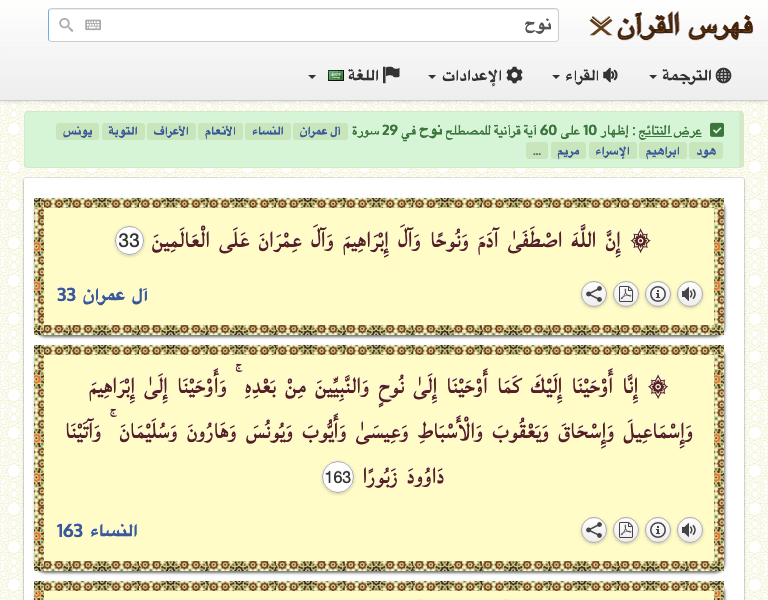 فهرس القرآن
نوح
الترجمة
القراء
الإعدادات
اللغة
عرض النتائج : إظهار 10 على 60 آية قرآنية للمصطلح نوح في 29 سورة آل عمران النساء الأنعام الأعراف التوبة يونس
هود ابراهيم الإسراء مريم ...
۞ إِنَّ اللَّهَ اصْطَفَىٰ آدَمَ وَنُوحًا وَآلَ إِبْرَاهِيمَ وَآلَ عِمْرَانَ عَلَى الْعَالَمِينَ 33
آل عمران 33
۞ إِنَّا أَوْحَيْنَا إِلَيْكَ كَمَا أَوْحَيْنَا إِلَىٰ نُوحٍ وَالنَّبِيِّينَ مِنْ بَعْدِهِ ۚ وَأَوْحَيْنَا إِلَىٰ إِبْرَاهِيمَ
وَإِسْمَاعِيلَ وَإِسْحَاقَ وَيَعْقُوبَ وَالْأَسْبَاطِ وَعِيسَىٰ وَأَيُّوبَ وَيُونُسَ وَهَارُونَ وَسُلَيْمَانَ ۚ وَآتَيْنَا
دَاوُودَ زَبُورًا 163
النساء 163